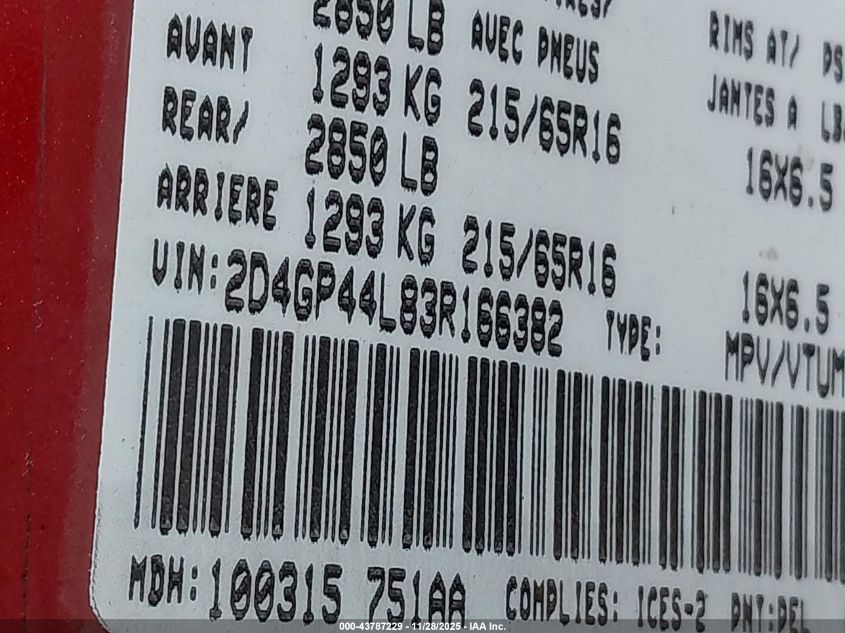 2850 LB
AVANT 1293 KG AVEC PNEUS RIMS AT/
REAR/ 2850 LB 215/65R16 JANTES A
ARRIERE 1293 KG 215/65R16 16X6.5
VIN: 2D4GP44L83R166382 TYPE: 16X6.5
MPV/VTUM
MDH: 100315 751AA COMPLIES: ICES-2 PNT: DEL
000-43787229 - 11/28/2025 - IAA Inc.